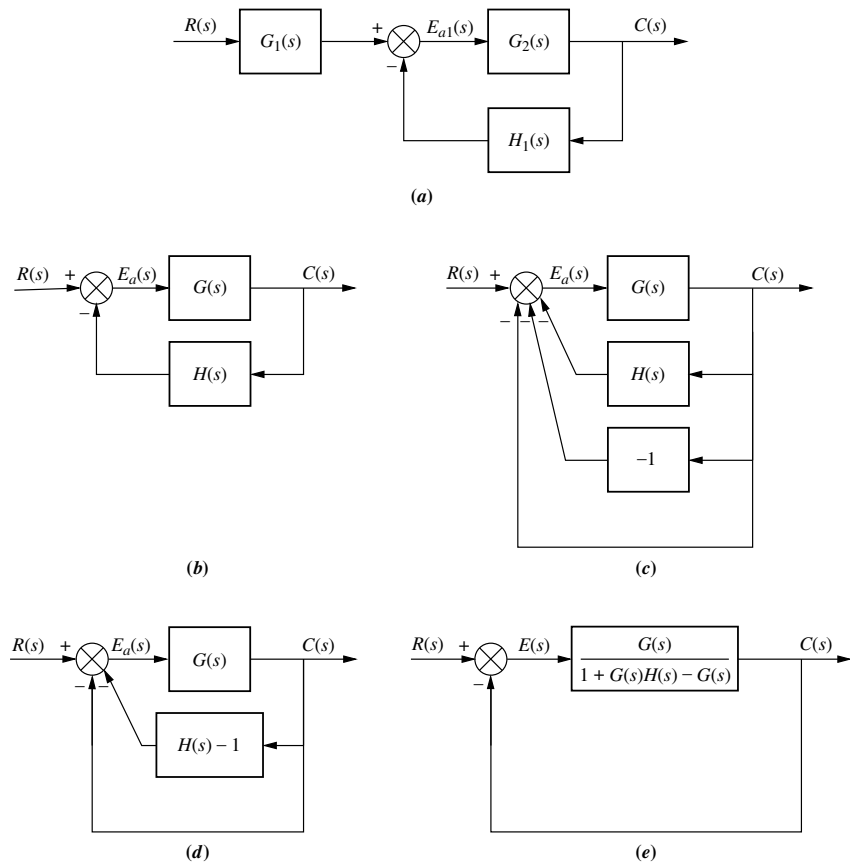 R(s) G₁(s) + − Eₐ₁(s) G₂(s) C(s)
H₁(s)
(a)
R(s) + − Eₐ(s) G(s) C(s)
H(s)
(b)
R(s) + − − − Eₐ(s) G(s) C(s)
H(s)
−1
(c)
R(s) + − − Eₐ(s) G(s) C(s)
H(s) − 1
(d)
R(s) + − E(s) G(s) C(s)
1 + G(s)H(s) − G(s)
(e)